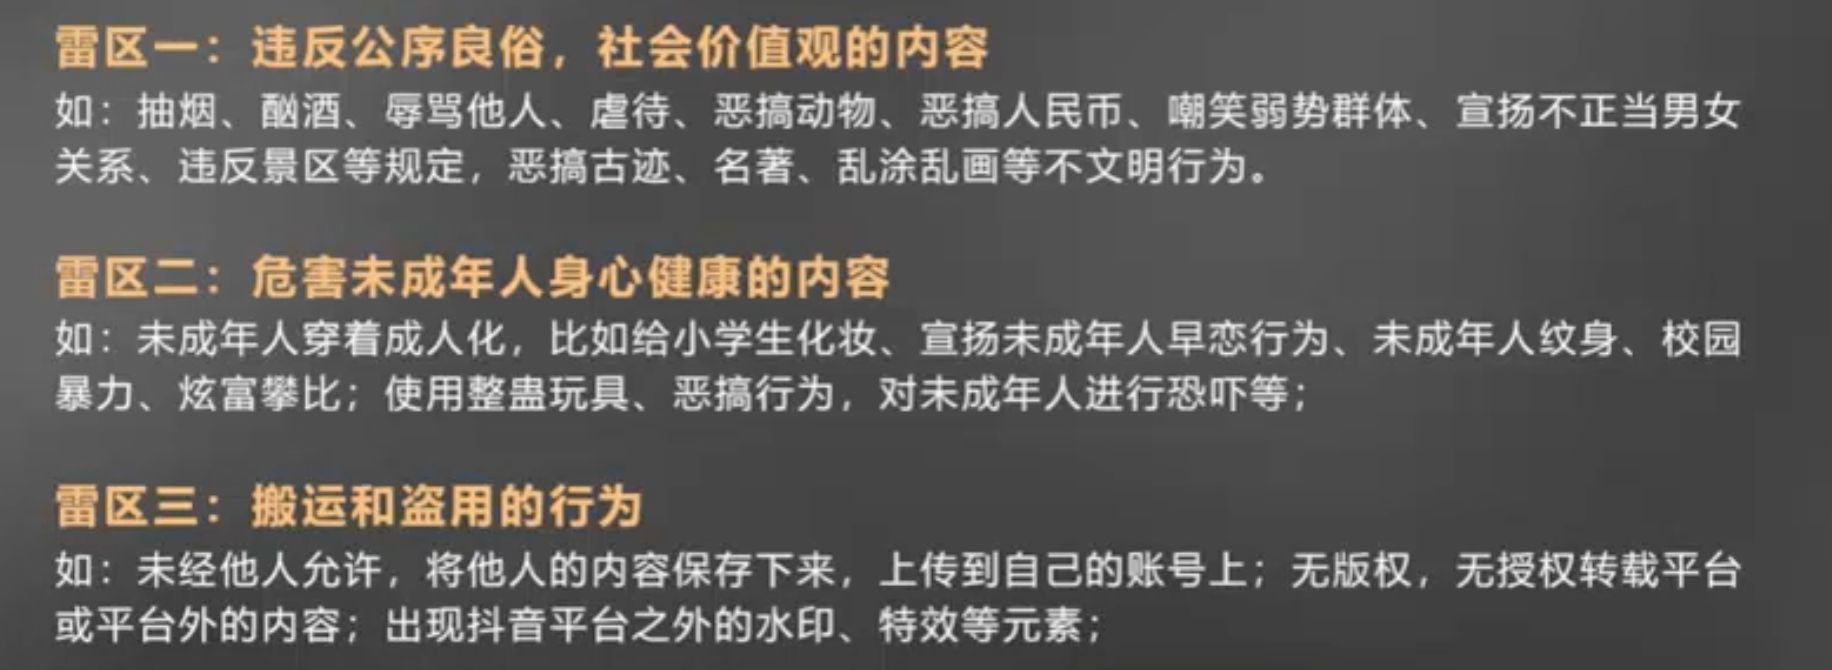 雷区一：违反公序良俗，社会价值观的内容
如：抽烟、酗酒、辱骂他人、虐待、恶搞动物、恶搞人民币、嘲笑弱势群体、宣扬不正当男女
关系、违反景区等规定，恶搞古迹、名著、乱涂乱画等不文明行为。
雷区二：危害未成年人身心健康的内容
如：未成年人穿着成人化，比如给小学生化妆、宣扬未成年人早恋行为、未成年人纹身、校园
暴力、炫富攀比；使用整蛊玩具、恶搞行为，对未成年人进行恐吓等；
雷区三：搬运和盗用的行为
如：未经他人允许，将他人的内容保存下来，上传到自己的账号上；无版权，无授权转载平台
或平台外的内容；出现抖音平台之外的水印、特效等元素；